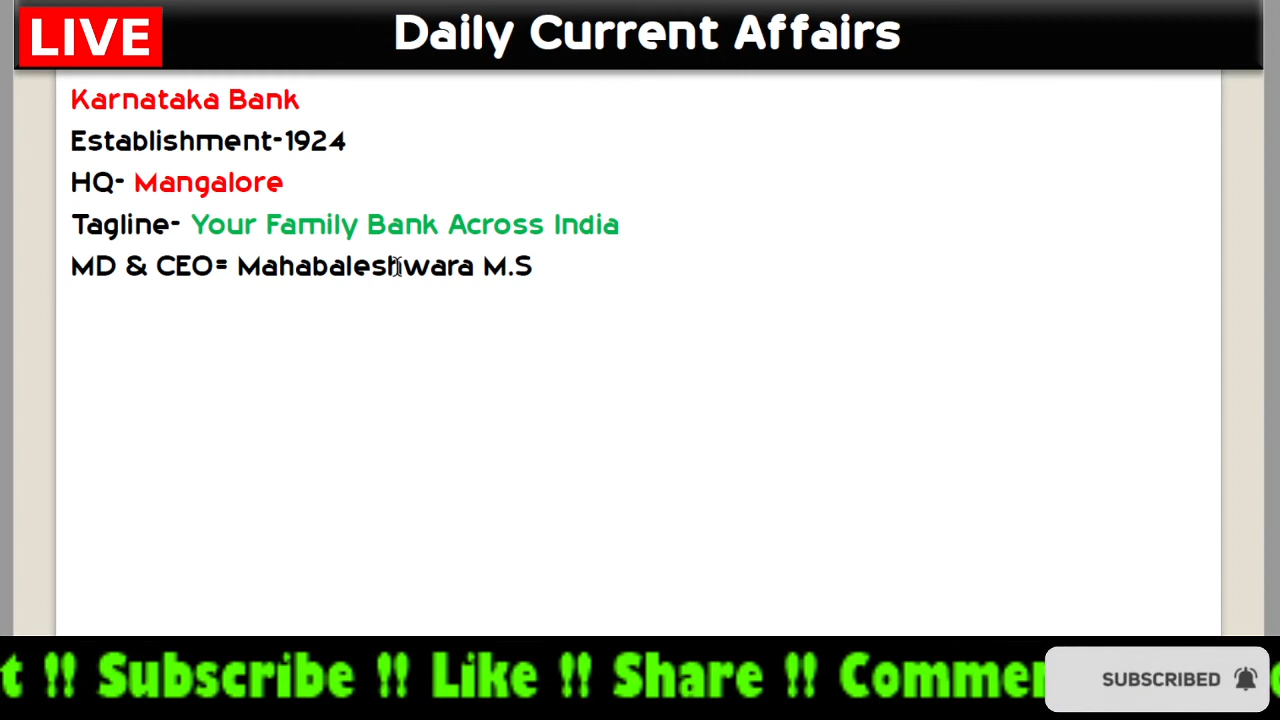 LIVE
Daily Current Affairs
Karnataka Bank
Establishment-1924
HQ- Mangalore
Tagline- Your Family Bank Across India
MD & CEO= Mahabaleshwara M.S
t !! Subscribe !! Like !! Share !! Commen
SUBSCRIBED